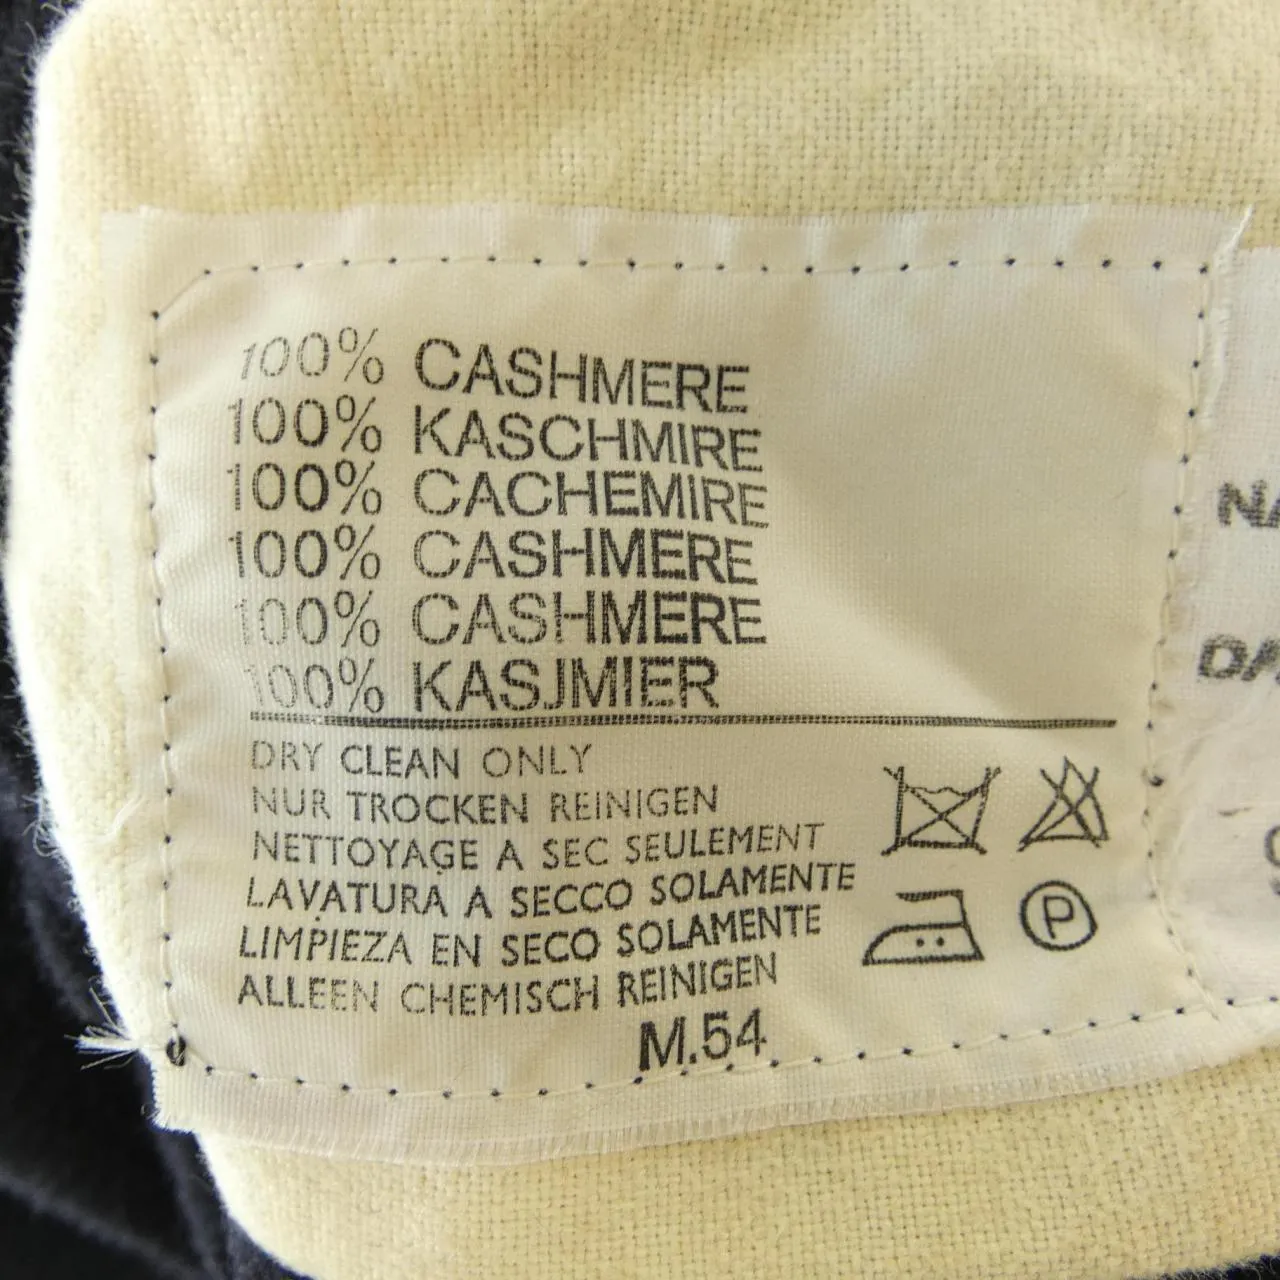 100% CASHMERE
100% KASCHMIRE
100% CACHEMIRE
100% CASHMERE
100% CASHMERE
100% KASJMIER
DRY CLEAN ONLY
NUR TROCKEN REINIGEN
NETTOYAGE A SEC SEULEMENT
LAVATURA A SECCO SOLAMENTE
LIMPIEZA EN SECO SOLAMENTE
ALLEEN CHEMISCH REINIGEN
P
M.54